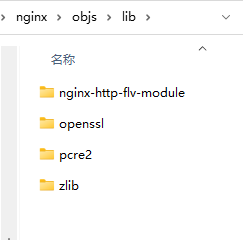 nginx > objs > lib >
名称
nginx-http-flv-module
openssl
pcre2
zlib